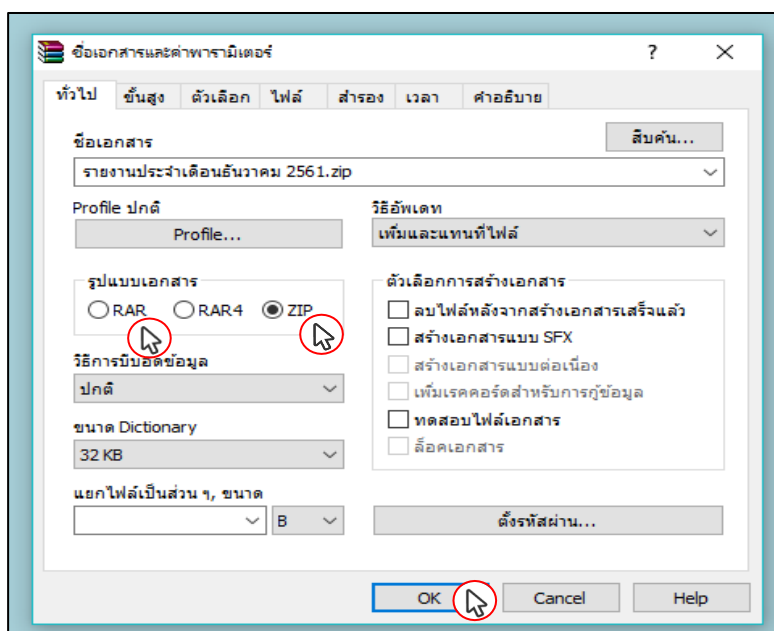 ชื่อเอกสารและค่าพารามิเตอร์
ทั่วไป ขั้นสูง ตัวเลือก ไฟล์ สำรอง เวลา คำอธิบาย
ชื่อเอกสาร
สืบค้น...
รายงานประจำเดือนธันวาคม 2561.zip
Profile ปกติ
Profile...
วิธีอัพเดท
เพิ่มและแทนที่ไฟล์
รูปแบบเอกสาร
RAR RAR4 ZIP
วิธีการบีบอัดข้อมูล
ปกติ
ขนาด Dictionary
32 KB
แยกไฟล์เป็นส่วน ๆ, ขนาด
B
ตัวเลือกการสร้างเอกสาร
ลบไฟล์หลังจากสร้างเอกสารเสร็จแล้ว
สร้างเอกสารแบบ SFX
สร้างเอกสารแบบต่อเนื่อง
เพิ่มเรคคอร์ดสำหรับการกู้ข้อมูล
ทดสอบไฟล์เอกสาร
ล็อคเอกสาร
ตั้งรหัสผ่าน...
OK Cancel Help